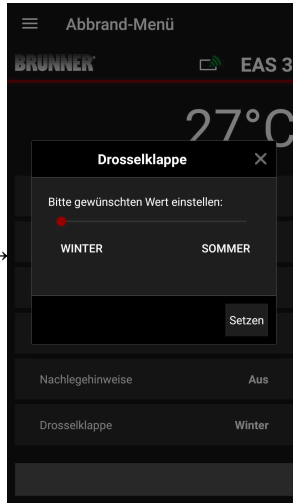 Abbrand-Menü
BRUNNER EAS 3
27°C
Drosselklappe
Bitte gewünschten Wert einstellen:
WINTER SOMMER
Setzen
Nachlegehinweise Aus
Drosselklappe Winter